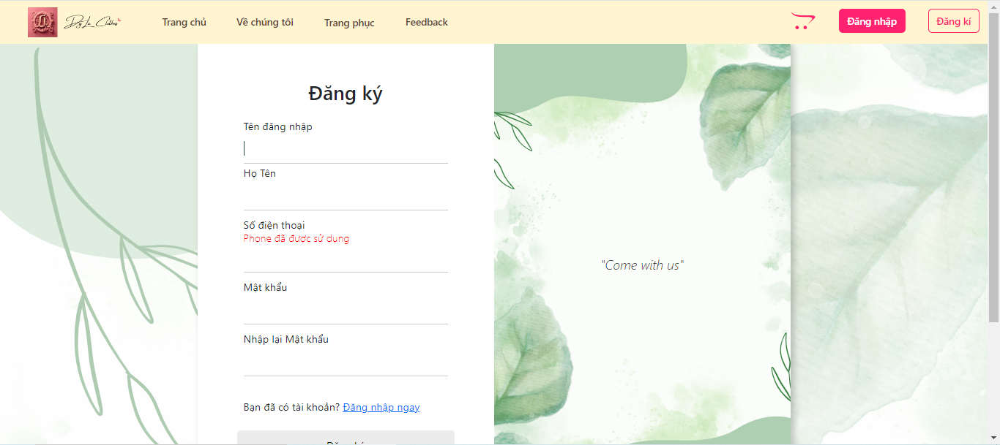 Trang chủ
Về chúng tôi
Trang phục
Feedback
Đăng nhập
Đăng kí
Đăng ký
Tên đăng nhập
Họ Tên
Số điện thoại
Phone đã được sử dụng
Mật khẩu
Nhập lại Mật khẩu
Bạn đã có tài khoản? Đăng nhập ngay
"Come with us"